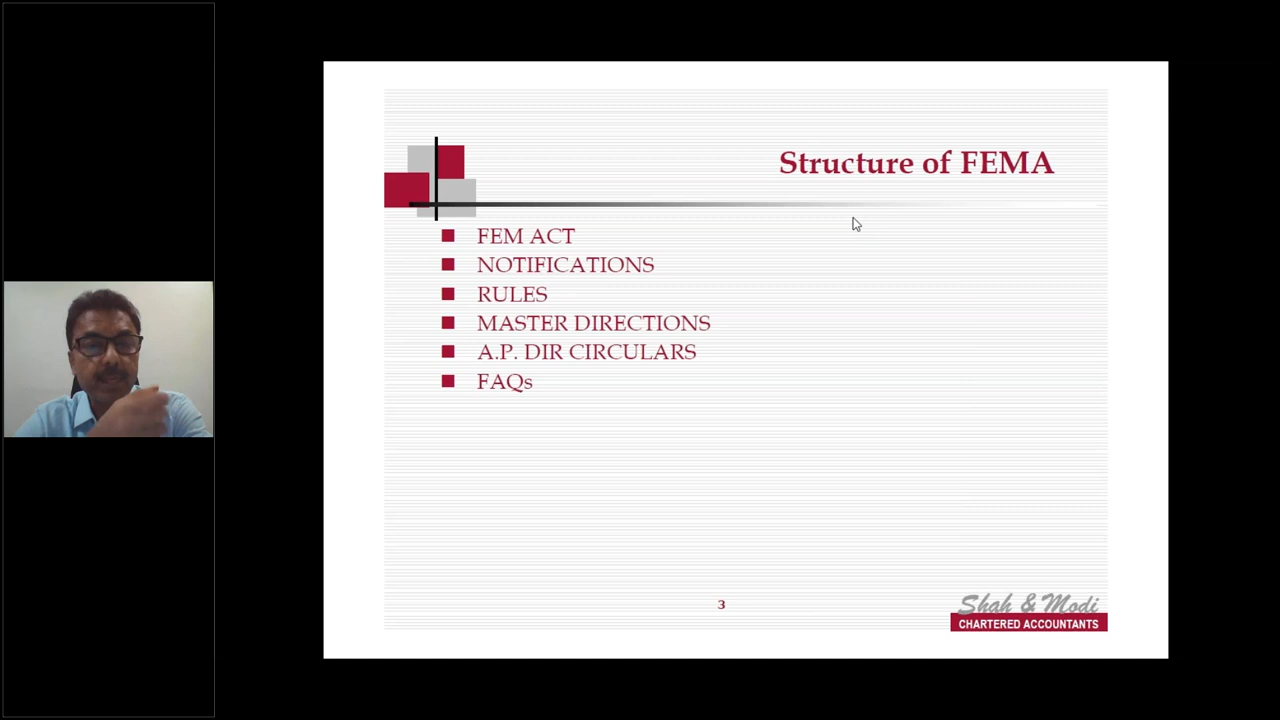 Structure of FEMA
FEM ACT
NOTIFICATIONS
RULES
MASTER DIRECTIONS
A.P. DIR CIRCULARS
FAQs
3
Shah & Modi
CHARTERED ACCOUNTANTS